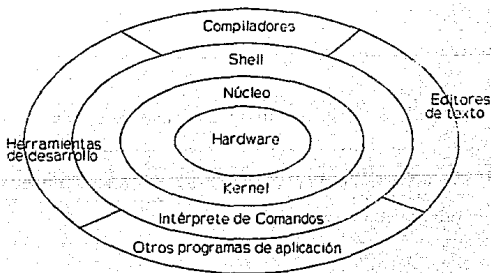 Compiladores
Shell
Núcleo
Editores
de texto
Hardware
Herramientas
de desarrollo
Kernel
Intérprete de Comandos
Otros programas de aplicación